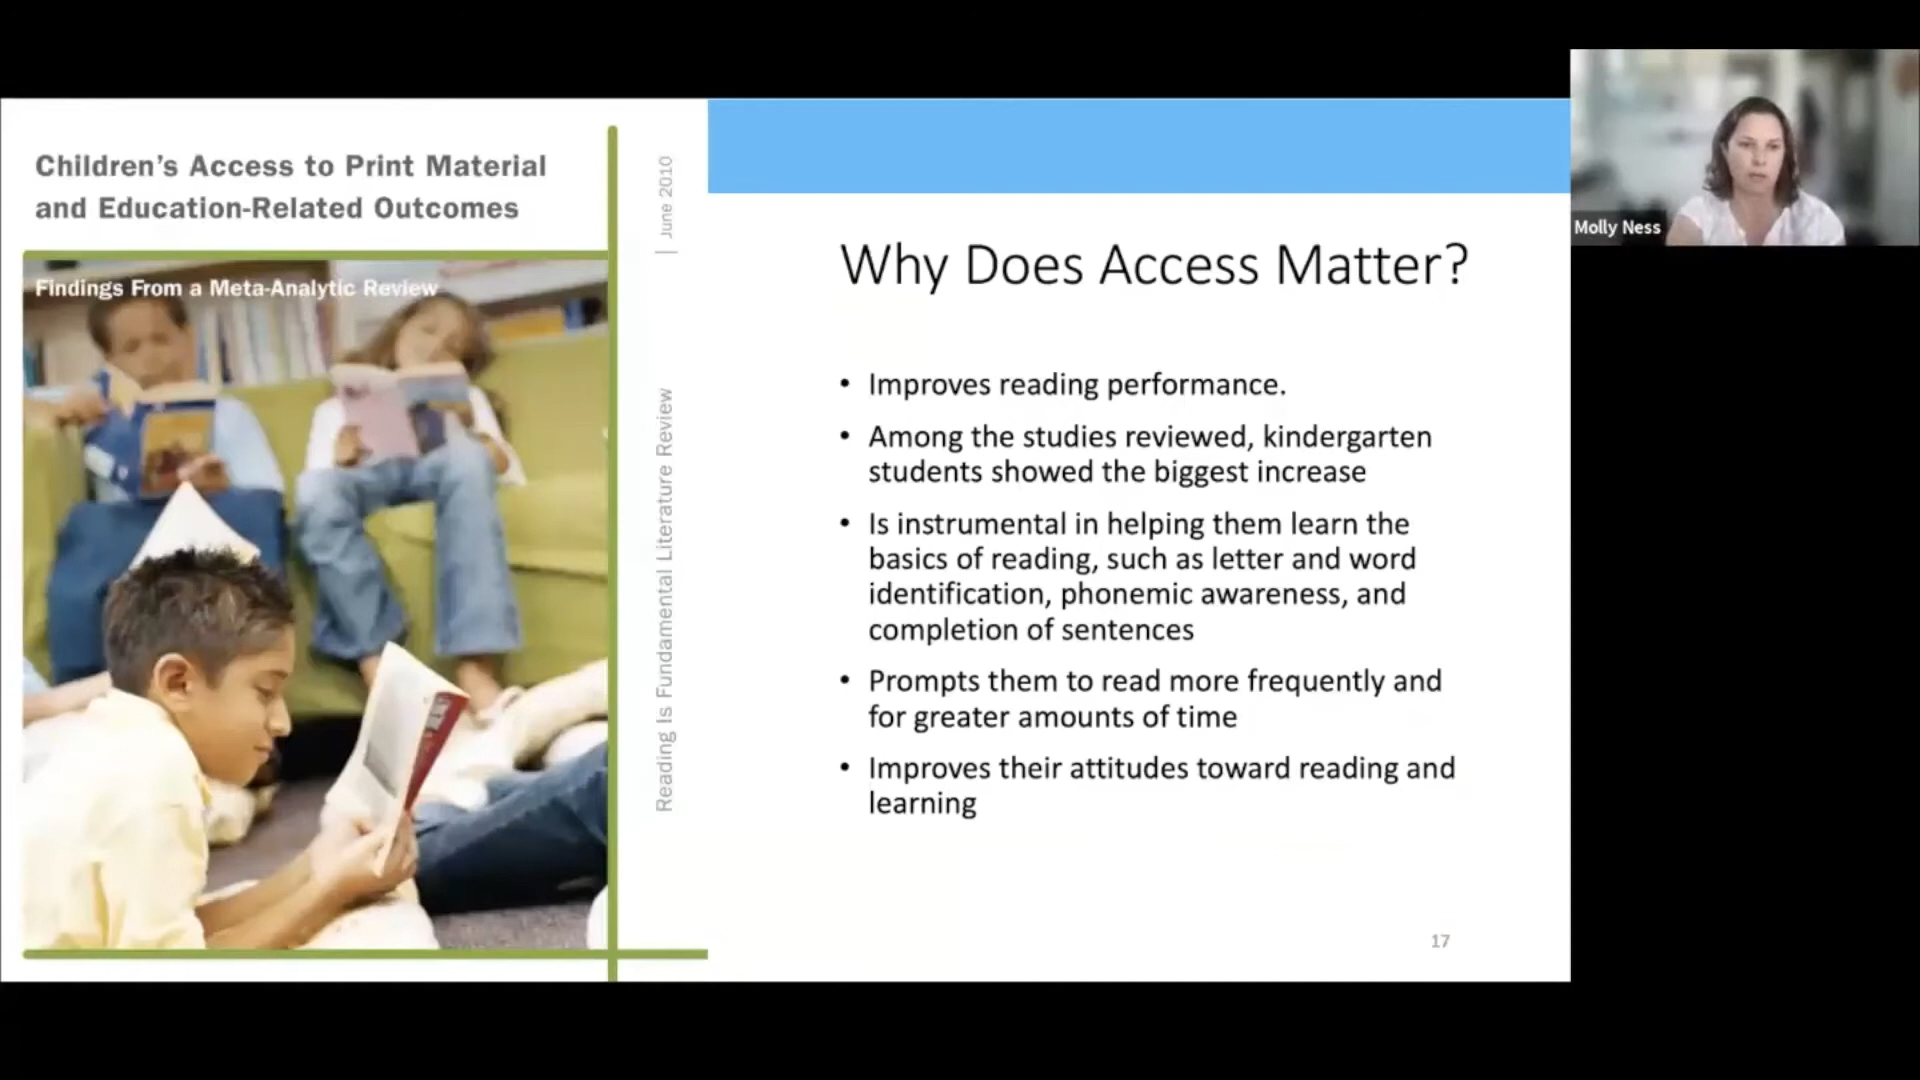 Children's Access to Print Material
and Education-Related Outcomes
Findings From a Meta-Analytic Review
Reading Is Fundamental Literature Review | June 2010
Why Does Access Matter?
• Improves reading performance.
• Among the studies reviewed, kindergarten
students showed the biggest increase
• Is instrumental in helping them learn the
basics of reading, such as letter and word
identification, phonemic awareness, and
completion of sentences
• Prompts them to read more frequently and
for greater amounts of time
• Improves their attitudes toward reading and
learning
17
Molly Ness